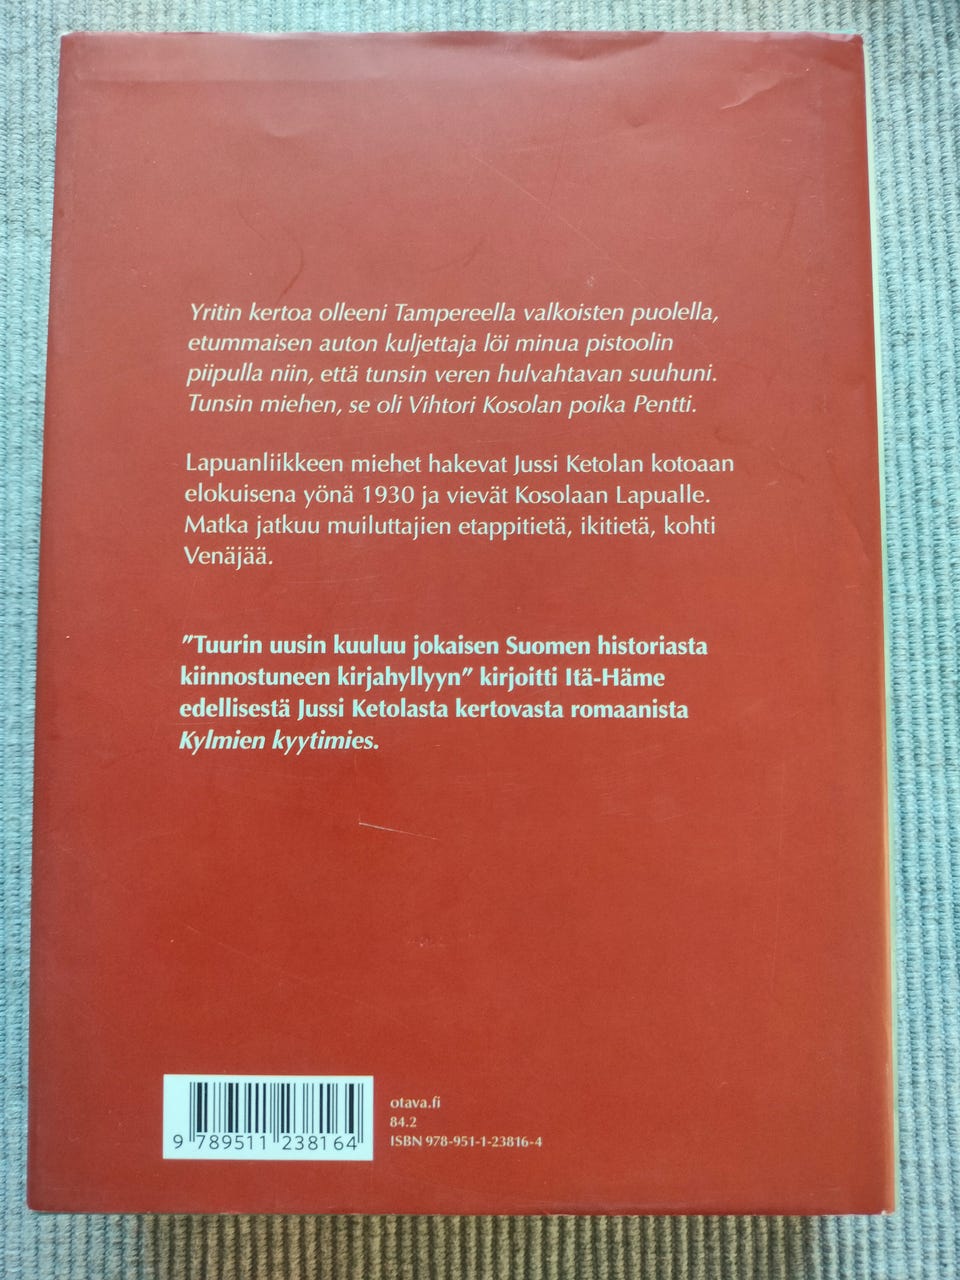 Yritin kertoa olleeni Tampereella valkoisten puolella,
etummaisen auton kuljettaja löi minua pistoolin
piipulla niin, että tunsin veren hulvahtavan suuhuni.
Tunsin miehen, se oli Vihtori Kosolan poika Pentti.
Lapuanliikkeen miehet hakevat Jussi Ketolan kotoaan
elokuisena yönä 1930 ja vievät Kosolaan Lapualle.
Matka jatkuu muiluttajien etappitietä, ikitietä, kohti
Venäjää.
”Tuurin uusin kuuluu jokaisen Suomen historiasta
kiinnostuneen kirjahyllyyn” kirjoitti Itä-Häme
edellisestä Jussi Ketolasta kertovasta romaanista
Kylmien kyytimies.
9 789511 238164
otava.fi
84.2
ISBN 978-951-1-23816-4